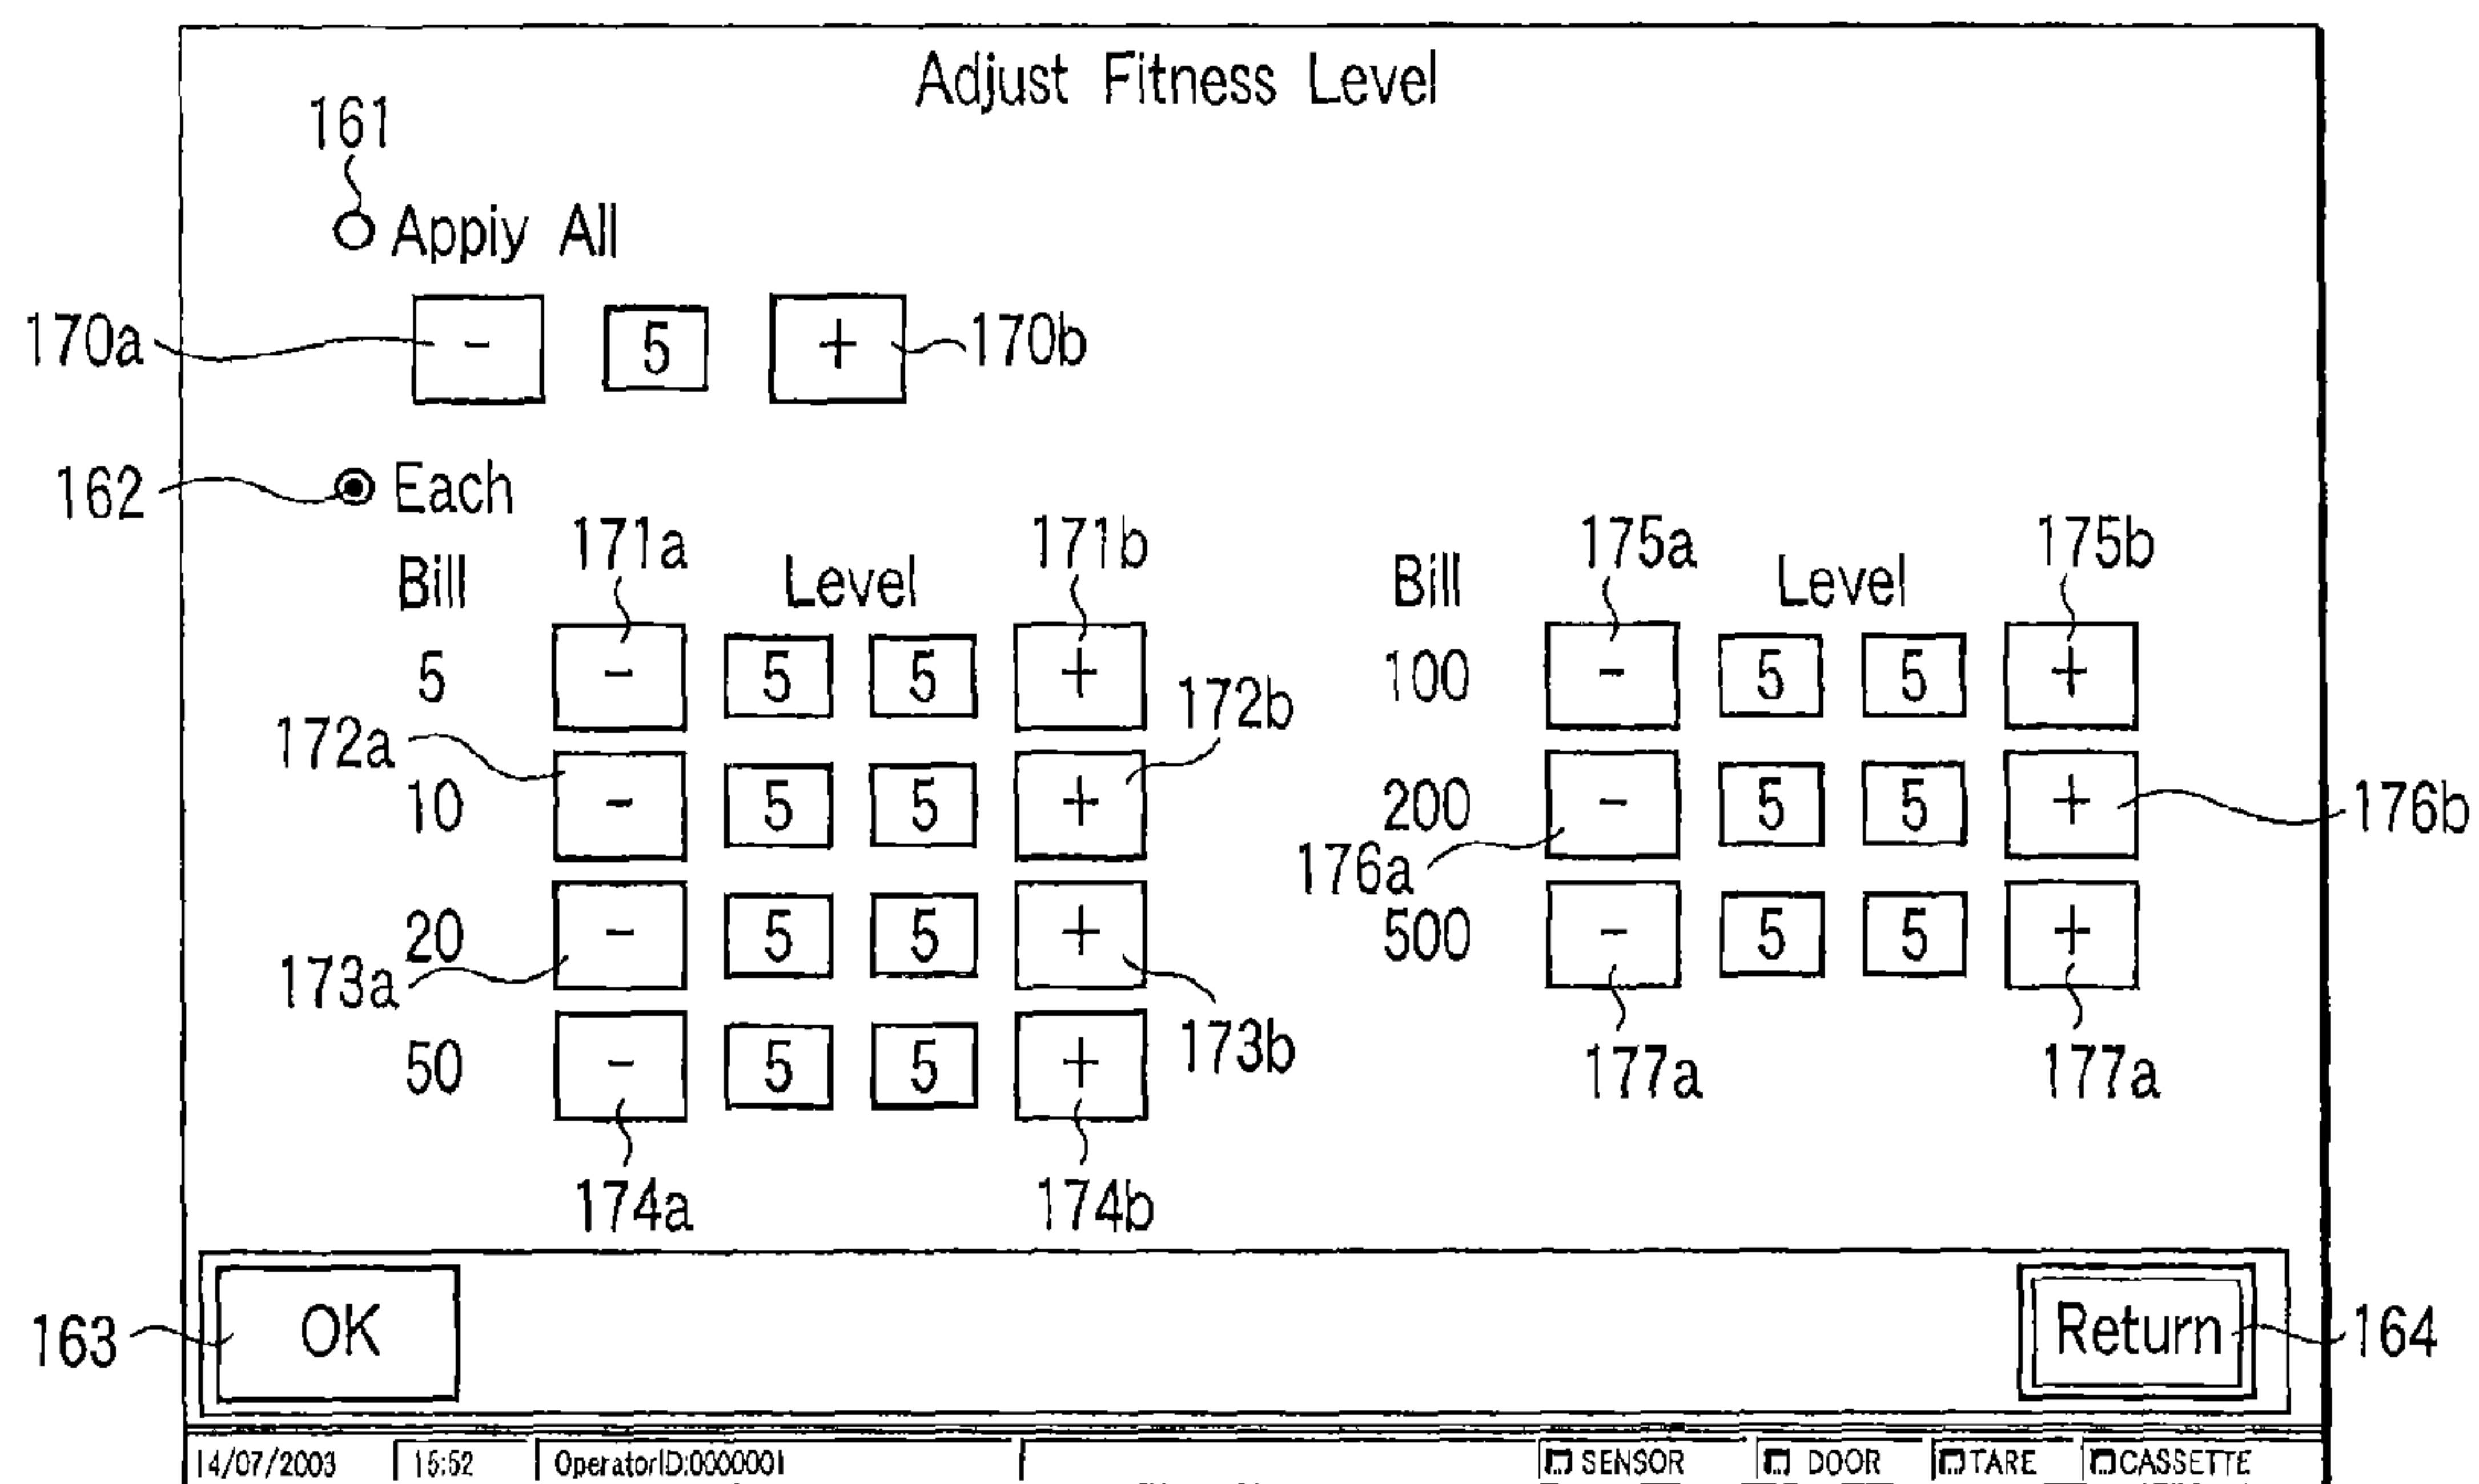 Adjust Fitness Level
161
Appiy All
170a - 5 + 170b
162 Each
171a 171b 175a 175b
Bill Level Bill Level
5 - 5 5 + 100 - 5 5 +
172a 172b
10 - 5 5 + 200 - 5 5 + 176b
176a
20 - 5 5 + 500 - 5 5 +
173a
173b 177a 177a
50 - 5 5 +
174a 174b
163 OK Return 164
14/07/2003 15:52 OperatorID:0000001 SENSOR DOOR TARE CASSETTE